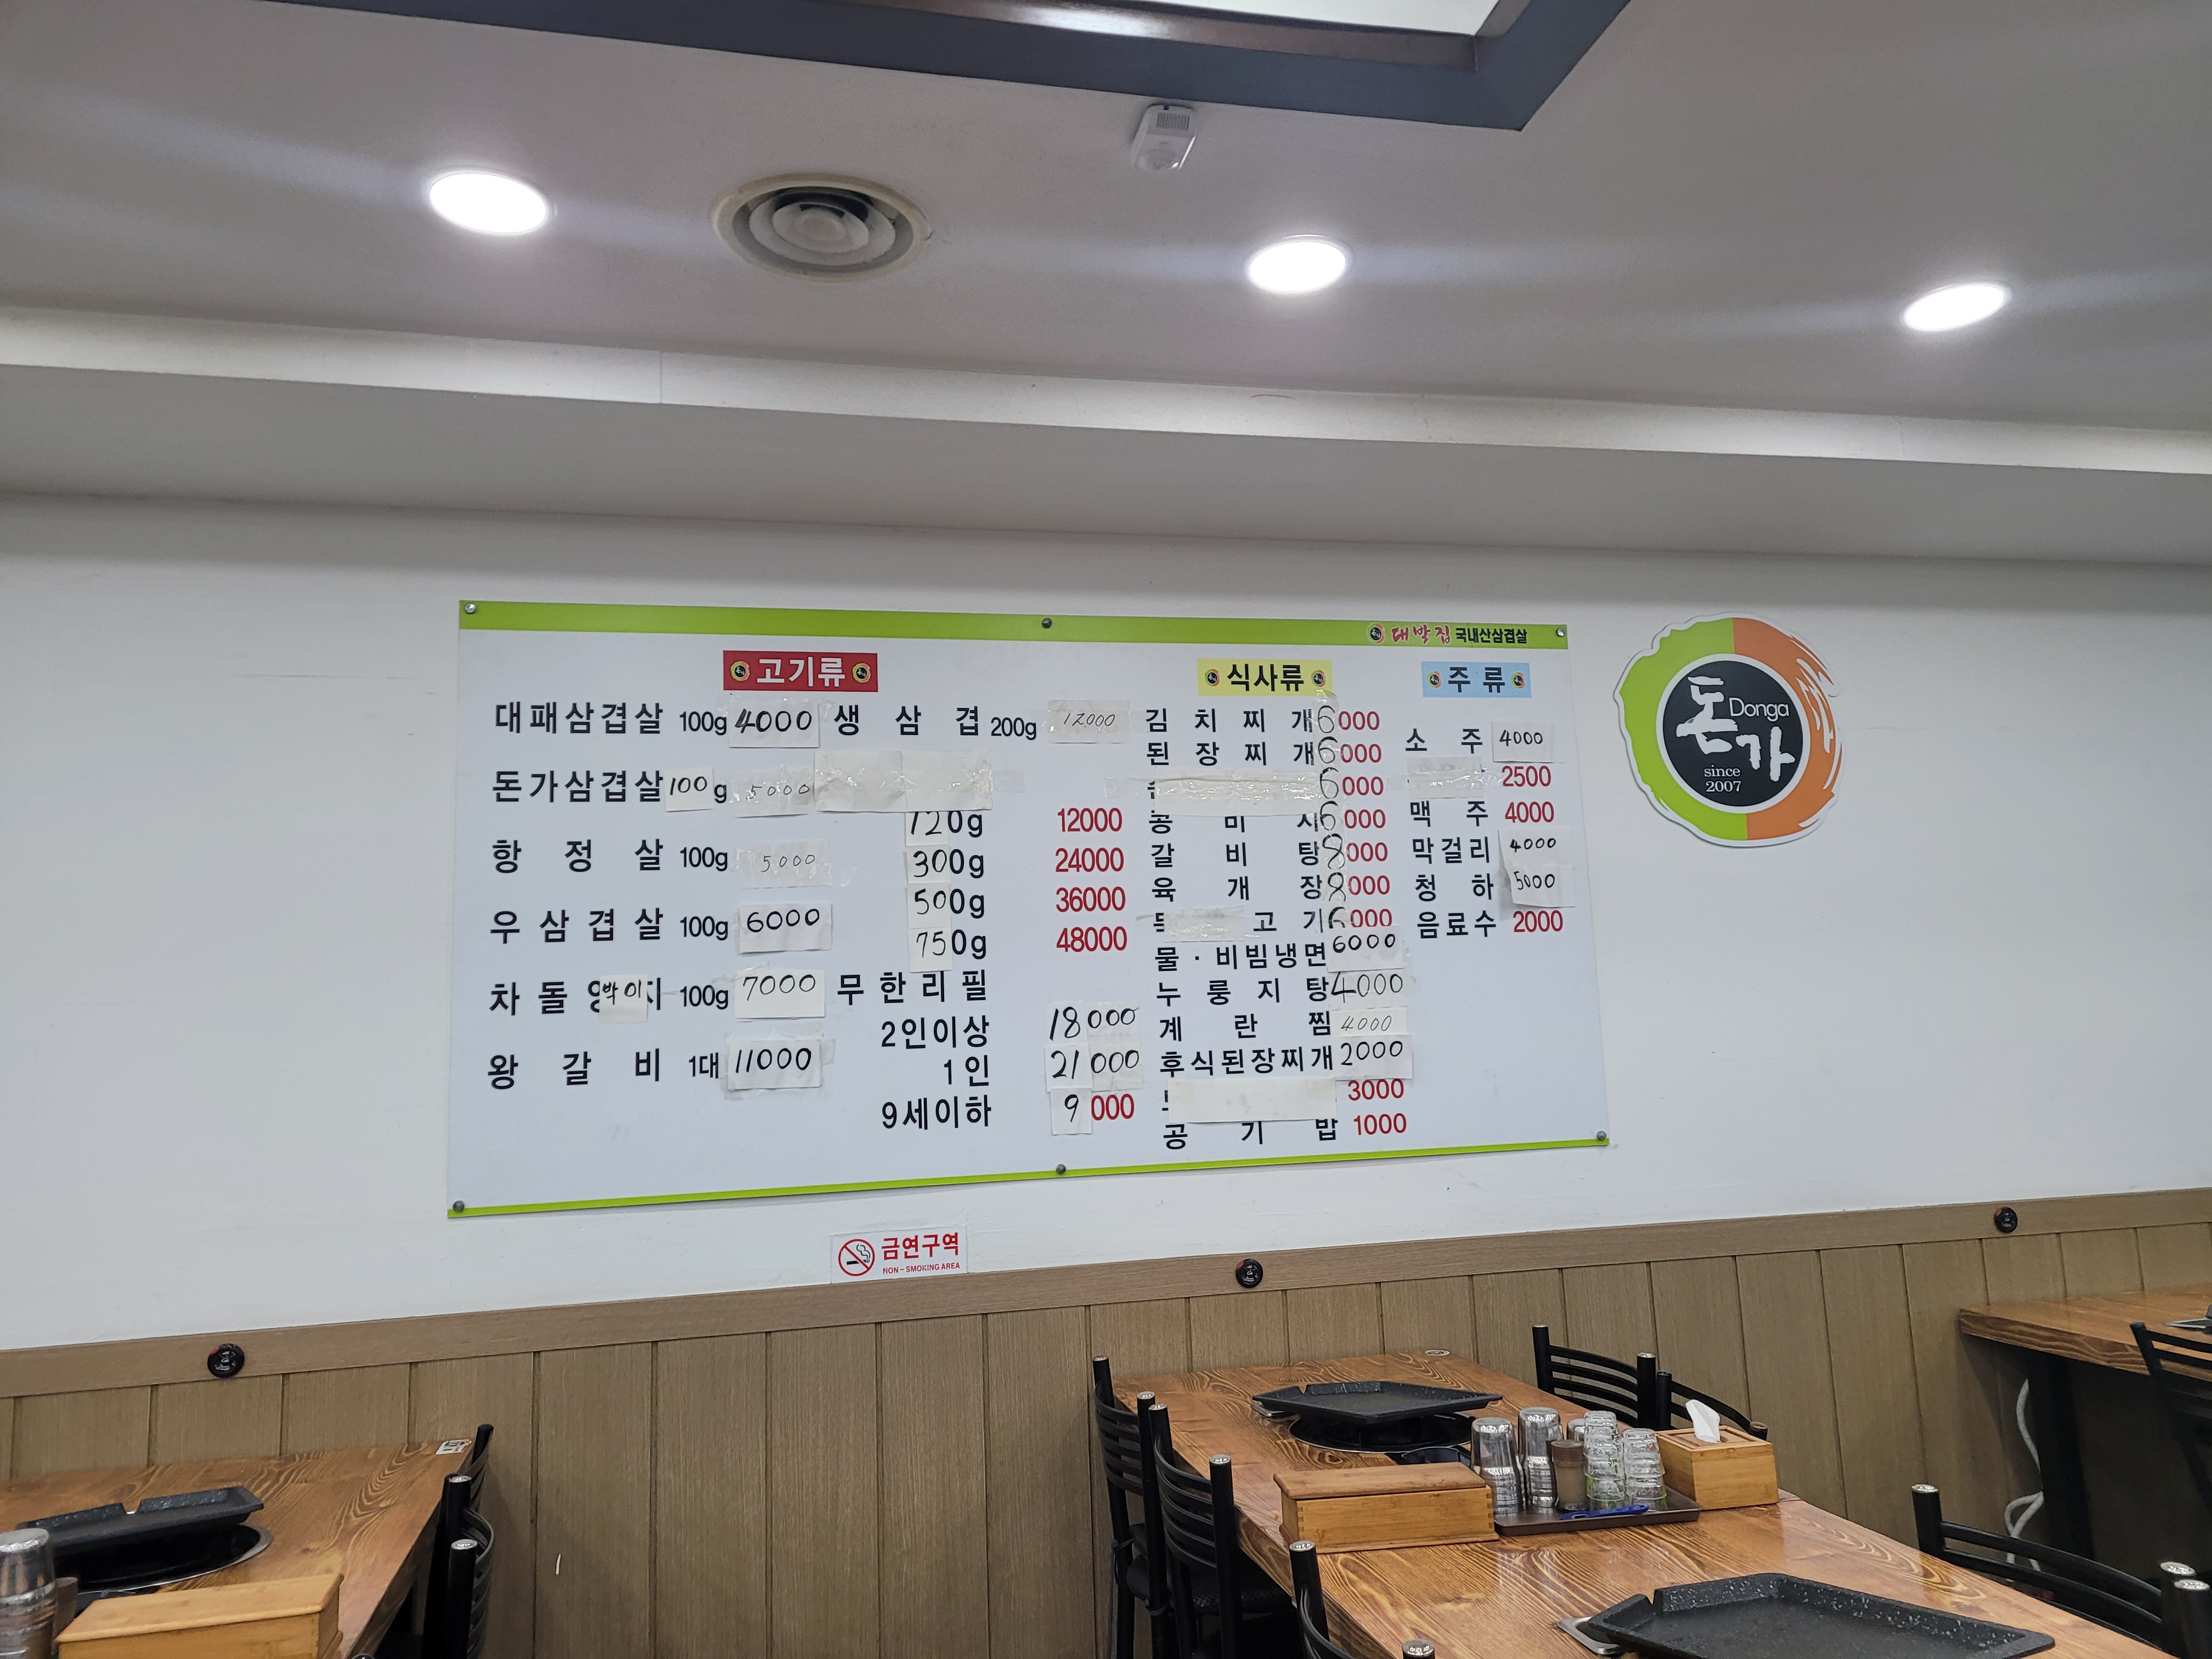 대박집 국내산삼겹살
고기류
대패삼겹살 100g 4000
돈가삼겹살 100g 5000
항정살 100g 5000
우삼겹살 100g 6000
차돌박이 100g 7000
왕갈비 1대 11000
생삼겹 200g 12000
120g 12000
300g 24000
500g 36000
750g 48000
무한리필
2인이상 18000
1인 21000
9세이하 9000
식사류
김치찌개 6000
된장찌개 6000
6000
콩비지 6000
갈비탕 8000
육개장 8000
고기 6000
물·비빔냉면 6000
누룽지탕 4000
계란찜 4000
후식된장찌개 2000
3000
공기밥 1000
주류
소주 4000
2500
맥주 4000
막걸리 4000
청하 5000
음료수 2000
돈가
Donga
since
2007
금연구역
NON-SMOKING AREA